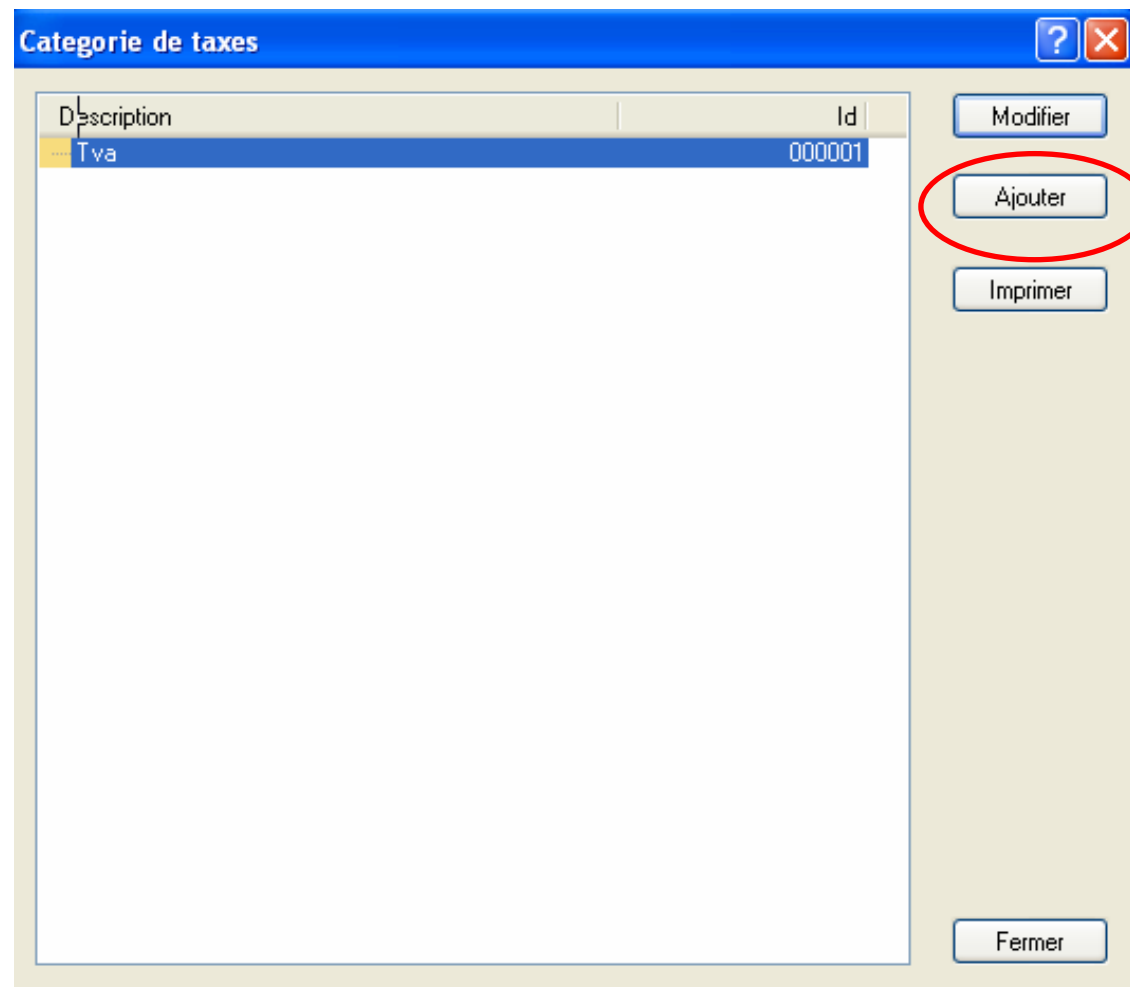 Categorie de taxes
?
Description Id Modifier
Tva 000001
Ajouter
Imprimer
Fermer